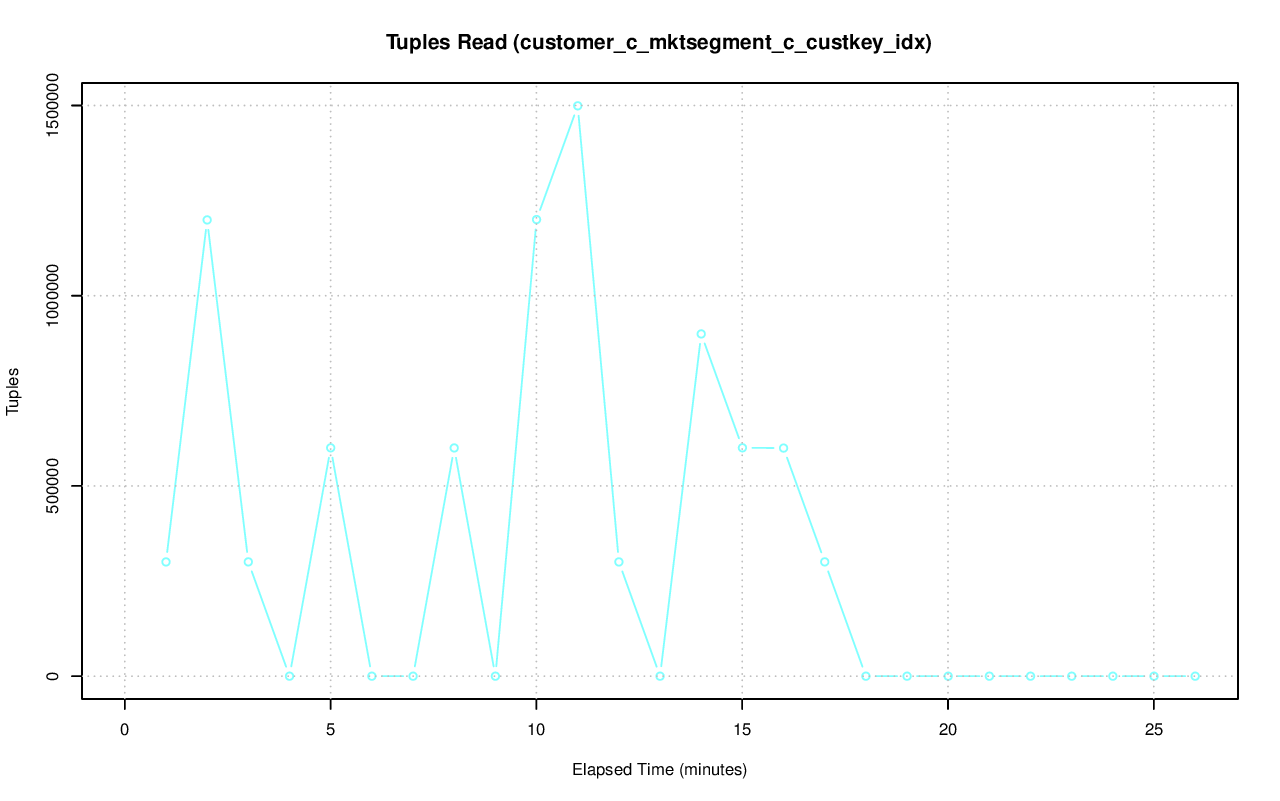 Tuples Read (customer_c_mktsegment_c_custkey_idx)
1500000
1000000
500000
0
Tuples
0 5 10 15 20 25
Elapsed Time (minutes)